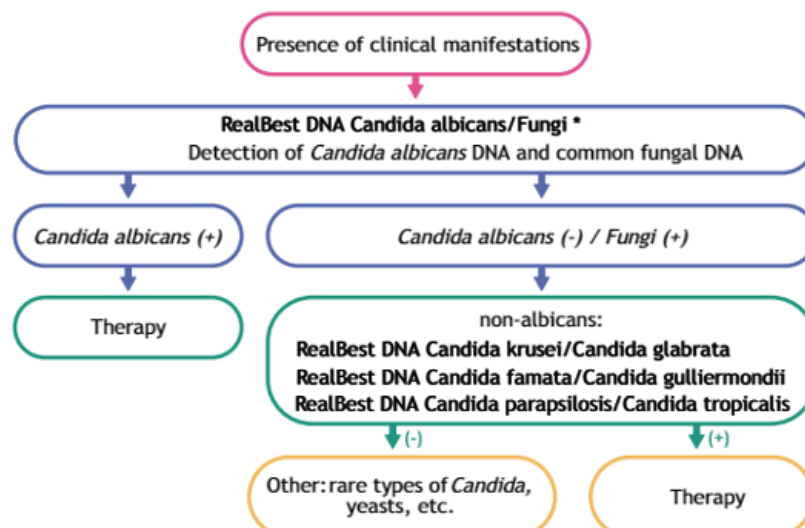 Presence of clinical manifestations
RealBest DNA Candida albicans/Fungi *
Detection of Candida albicans DNA and common fungal DNA
Candida albicans (+)
Candida albicans (-) / Fungi (+)
Therapy
non-albicans:
RealBest DNA Candida krusei/Candida glabrata
RealBest DNA Candida famata/Candida gulliermondii
RealBest DNA Candida parapsilosis/Candida tropicalis
(-)
(+)
Other: rare types of Candida,
yeasts, etc.
Therapy